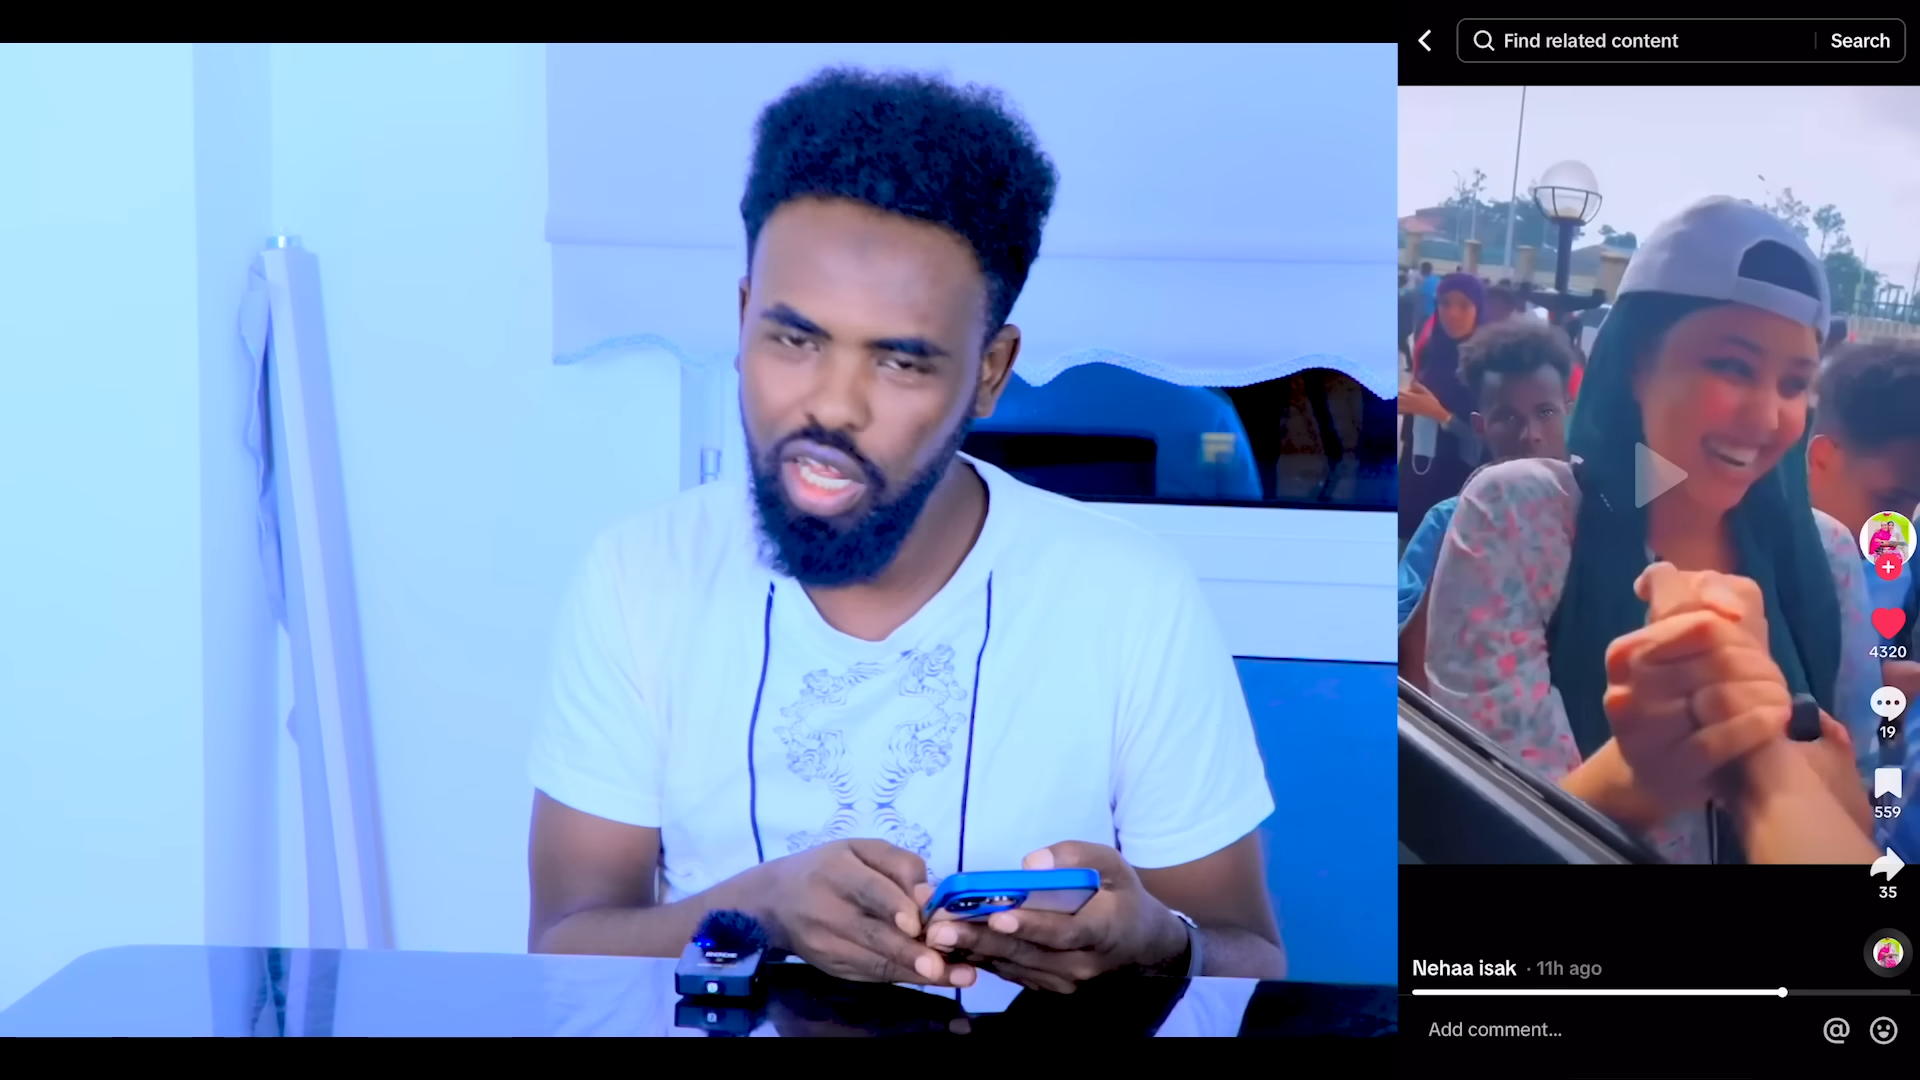 Find related content
Search
4320
19
559
35
Nehaa isak · 11h ago
Add comment...